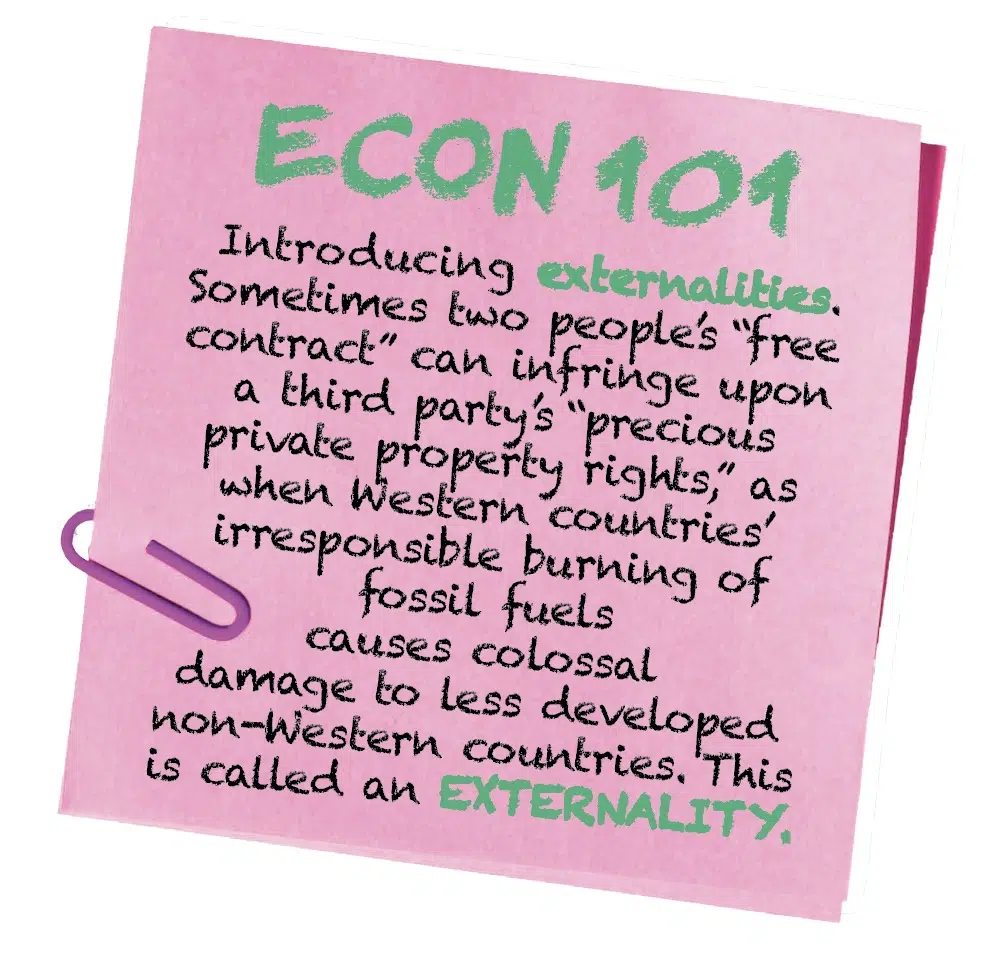 ECON 101
Introducing externalities.
Sometimes two people's “free
contract” can infringe upon
a third party's “precious
private property rights,” as
when Western countries'
irresponsible burning of
fossil fuels
causes colossal
damage to less developed
non-Western countries. This
is called an EXTERNALITY.